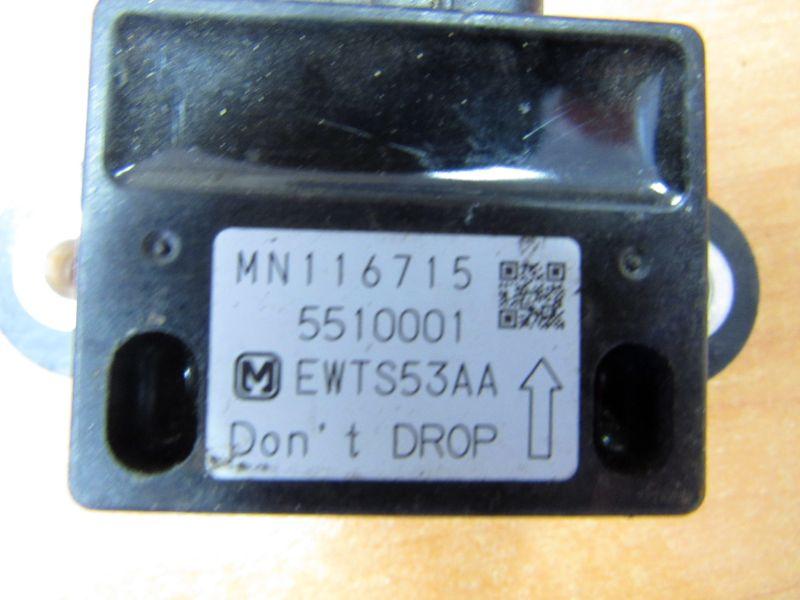 MN116715
5510001
M EWTS53AA
Don't DROP